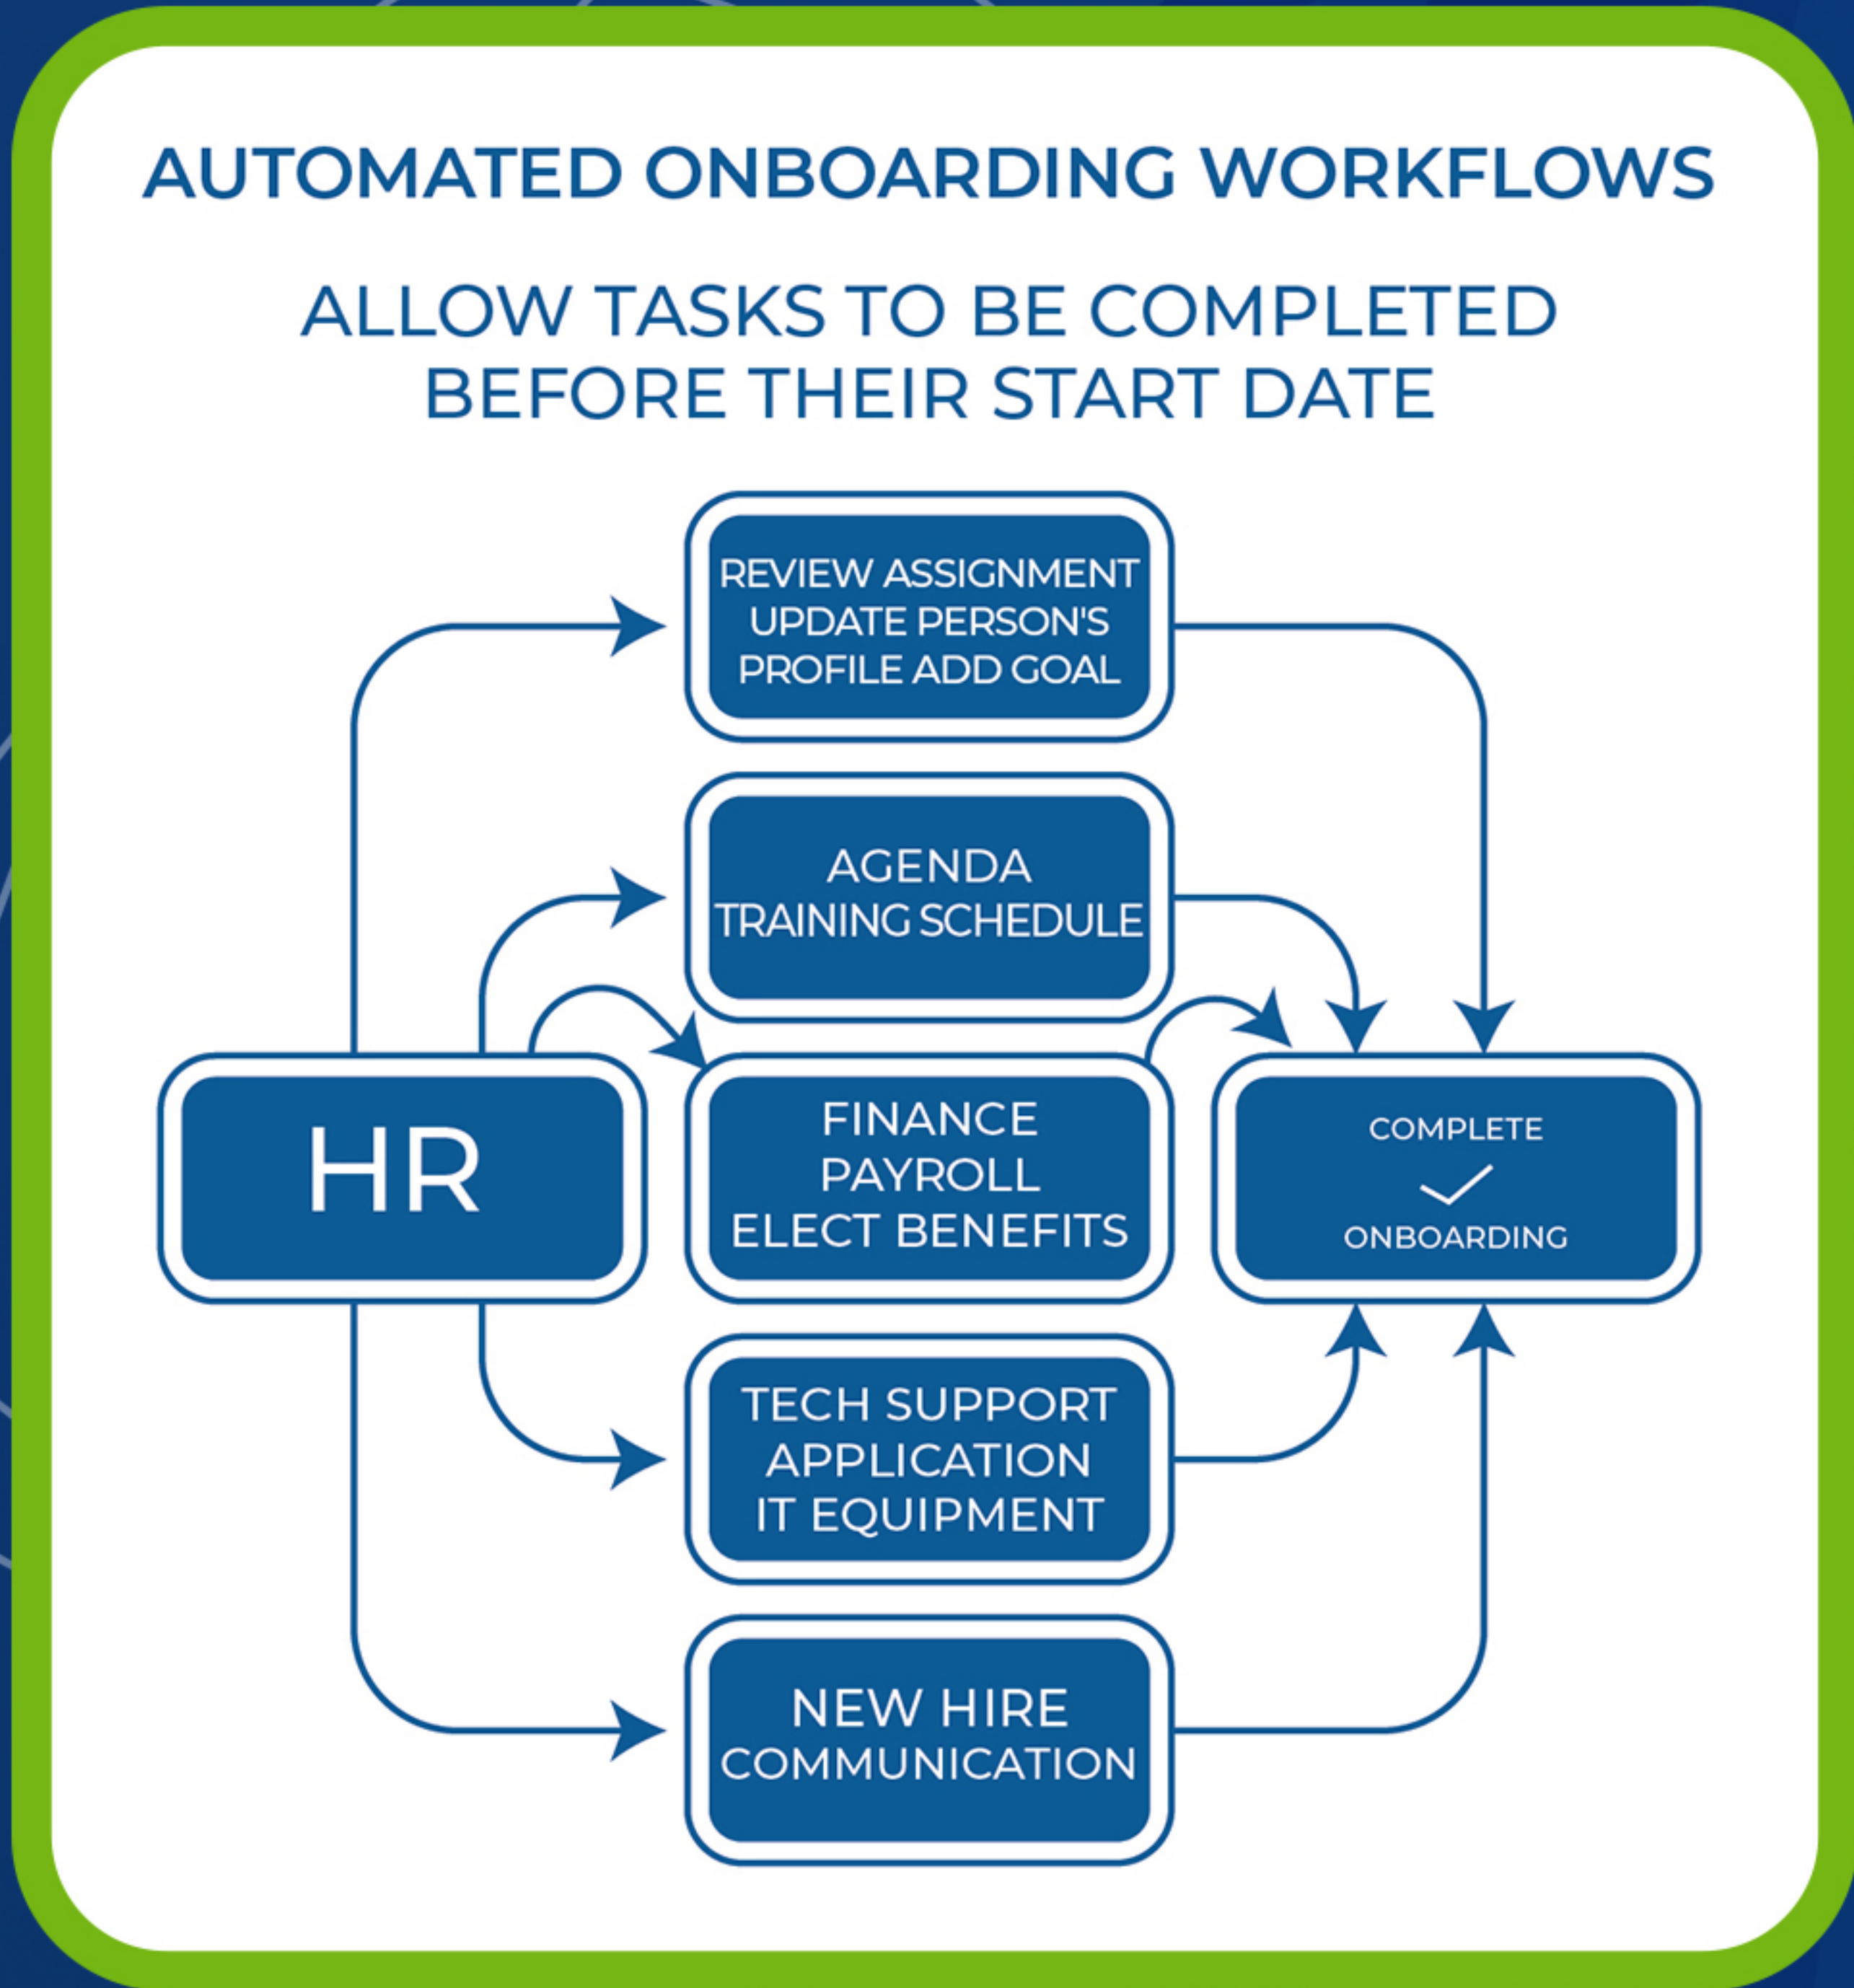 AUTOMATED ONBOARDING WORKFLOWS
ALLOW TASKS TO BE COMPLETED
BEFORE THEIR START DATE
REVIEW ASSIGNMENT
UPDATE PERSON'S
PROFILE ADD GOAL
AGENDA
TRAINING SCHEDULE
HR
FINANCE
PAYROLL
ELECT BENEFITS
COMPLETE
ONBOARDING
TECH SUPPORT
APPLICATION
IT EQUIPMENT
NEW HIRE
COMMUNICATION